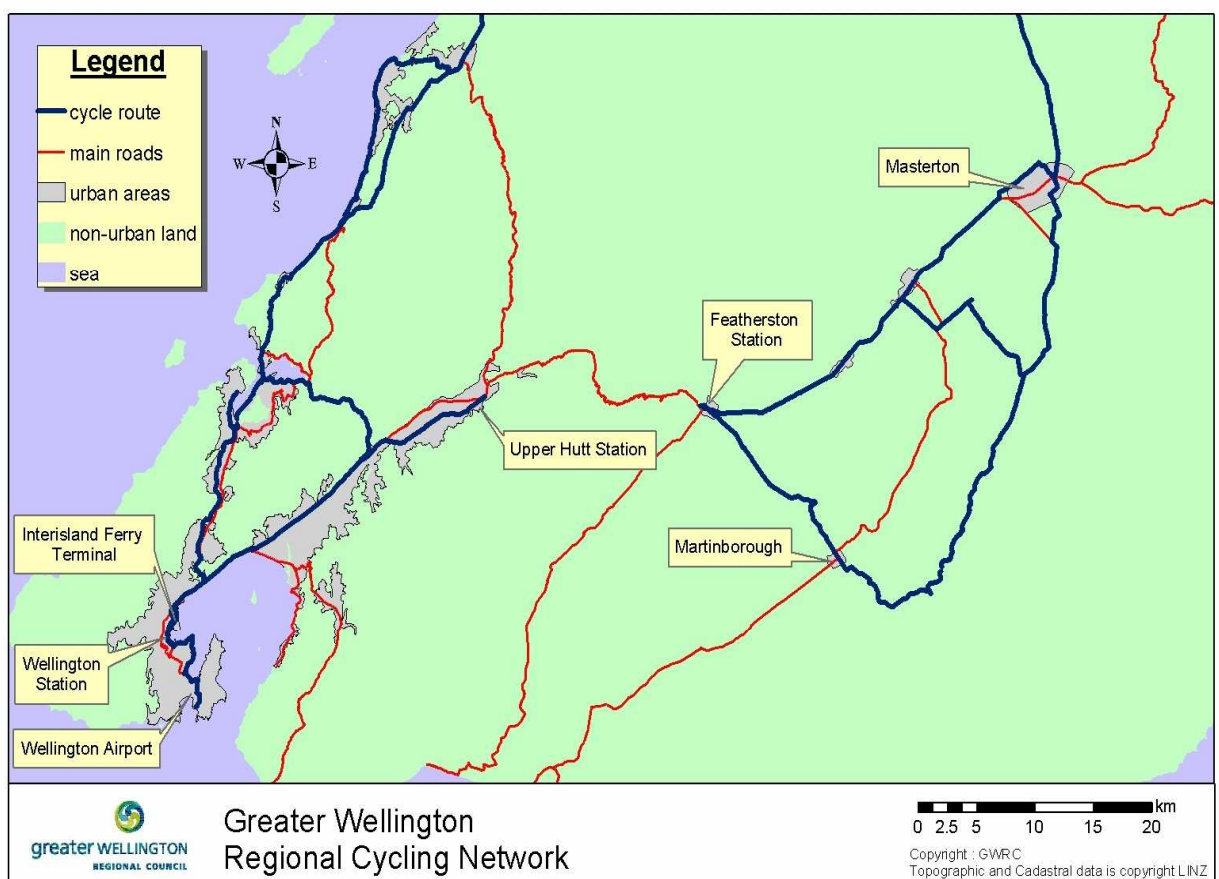 Legend
cycle route
main roads
urban areas
non-urban land
sea
N
W E
S
Masterton
Featherston
Station
Upper Hutt Station
Interisland Ferry
Terminal
Martinborough
Wellington
Station
Wellington Airport
greater WELLINGTON
REGIONAL COUNCIL
Greater Wellington
Regional Cycling Network
km
0 2.5 5 10 15 20
Copyright : GWRC
Topographic and Cadastral data is copyright LINZ